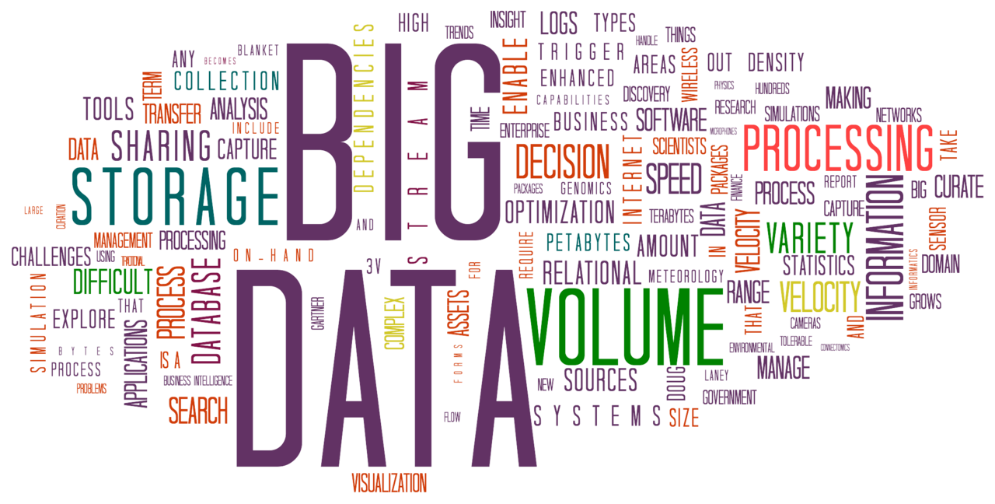 BIG
DATA
VOLUME
STORAGE
PROCESSING
HIGH
TRENDS
INSIGHT
LOGS
TYPES
HANDLE
THINGS
BLANKET
ANY
BECOMES
COLLECTION
TERM
DEPENDENCIES
STREAM
TIME
ENABLE
TRIGGER
ENHANCED
CAPABILITIES
AREAS
WIRELESS
OUT
DENSITY
PHYSICS
HUNDREDS
DISCOVERY
RESEARCH
SIMULATIONS
MAKING
NETWORKS
TOOLS
TRANSFER
ANALYSIS
INCLUDE
DATA
SHARING
CAPTURE
ENTERPRISE
BUSINESS
SOFTWARE
MICROPHONES
SCIENTISTS
TAKE
DECISION
PACKAGES
GENOMICS
INTERNET
SPEED
PACKAGES
FINANCE
PROCESS
REPORT
CAPTURE
BIG
CURATE
LARGE
CURATION
AND
OPTIMIZATION
TERABYTES
DATA
IN
VELOCITY
VARIETY
INFORMATION
SENSOR
MANAGEMENT
PROCESSING
CHALLENGES
USING
ON-HAND
3V
FOR
REQUIRE
PETABYTES
AMOUNT
STATISTICS
INFORMATICS
DOMAIN
DIFFICULT
PROCESS
DATABASE
RELATIONAL
METEOROLOGY
RANGE
VELOCITY
GROWS
SIMULATION
EXPLORE
THAT
APPLICATIONS
GARTNER
COMPLEX
ASSETS
THAT
CAMERAS
AND
BYTES
IS A
FORMS
ENVIRONMENTAL
TOLERABLE
CONNECTOMICS
PROCESS
PROBLEMS
BUSINESS INTELLIGENCE
NEW
SOURCES
DOUG
LANEY
MANAGE
GOVERNMENT
SEARCH
FLOW
SYSTEMS
SIZE
VISUALIZATION